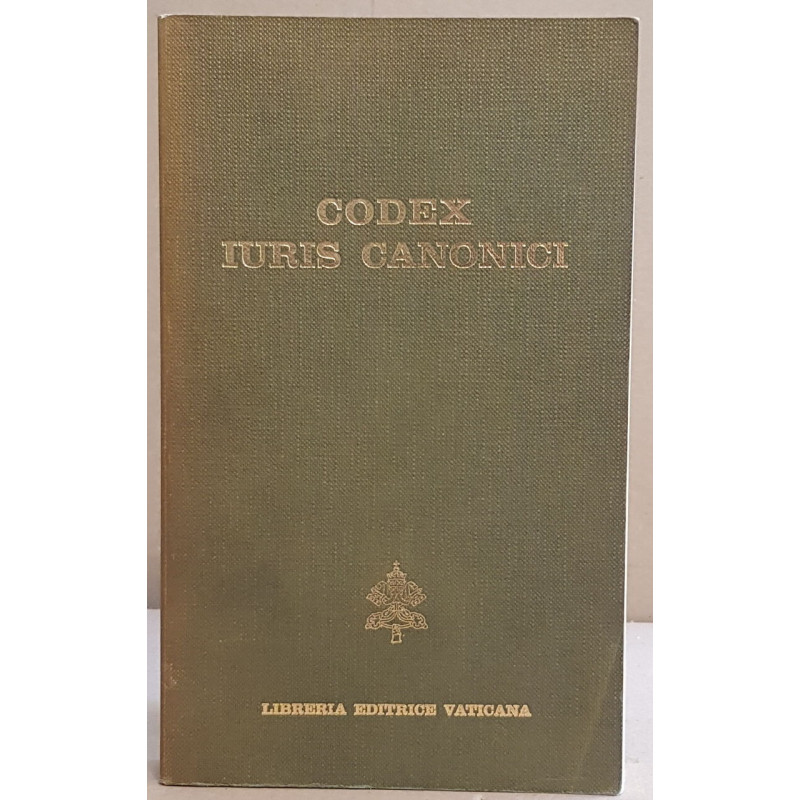 CODEX
IURIS CANONICI
LIBRERIA EDITRICE VATICANA